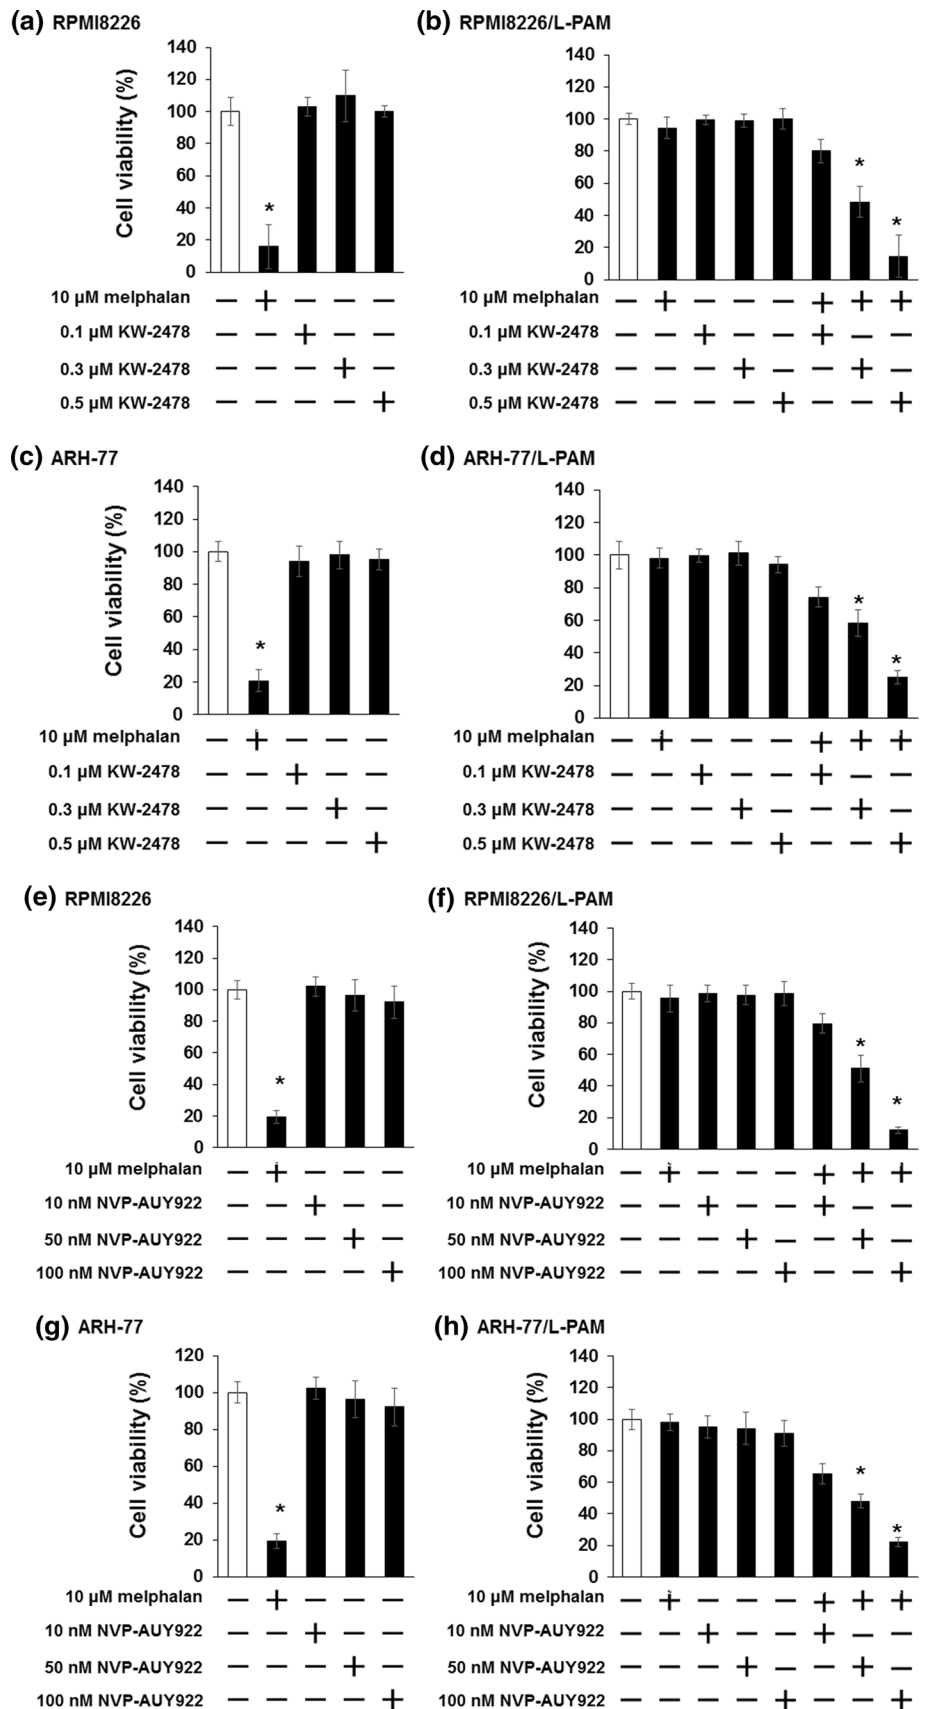 (a) RPMI8226
Cell viability (%)
140
120
100
80
60
40
20
0
*
10 µM melphalan — + — — —
0.1 µM KW-2478 — — + — —
0.3 µM KW-2478 — — — + —
0.5 µM KW-2478 — — — — +
(b) RPMI8226/L-PAM
140
120
100
80
60
40
20
0
* *
10 µM melphalan — + — — — + + +
0.1 µM KW-2478 — — + — — + — —
0.3 µM KW-2478 — — — + — — + —
0.5 µM KW-2478 — — — — + — — +
(c) ARH-77
Cell viability (%)
140
120
100
80
60
40
20
0
*
10 µM melphalan — + — — —
0.1 µM KW-2478 — — + — —
0.3 µM KW-2478 — — — + —
0.5 µM KW-2478 — — — — +
(d) ARH-77/L-PAM
140
120
100
80
60
40
20
0
* *
10 µM melphalan — + — — — + + +
0.1 µM KW-2478 — — + — — + — —
0.3 µM KW-2478 — — — + — — + —
0.5 µM KW-2478 — — — — + — — +
(e) RPMI8226
Cell viability (%)
140
120
100
80
60
40
20
0
*
10 µM melphalan — + — — —
10 nM NVP-AUY922 — — + — —
50 nM NVP-AUY922 — — — + —
100 nM NVP-AUY922 — — — — +
(f) RPMI8226/L-PAM
Cell viability (%)
140
120
100
80
60
40
20
0
* *
10 µM melphalan — + — — — + + +
10 nM NVP-AUY922 — — + — — + — —
50 nM NVP-AUY922 — — — + — — + —
100 nM NVP-AUY922 — — — — + — — +
(g) ARH-77
Cell viability (%)
120
100
80
60
40
20
0
*
10 µM melphalan — + — — —
10 nM NVP-AUY922 — — + — —
50 nM NVP-AUY922 — — — + —
100 nM NVP-AUY922 — — — — +
(h) ARH-77/L-PAM
Cell viability (%)
140
120
100
80
60
40
20
0
* *
10 µM melphalan — + — — — + + +
10 nM NVP-AUY922 — — + — — + — —
50 nM NVP-AUY922 — — — + — — + —
100 nM NVP-AUY922 — — — — + — — +